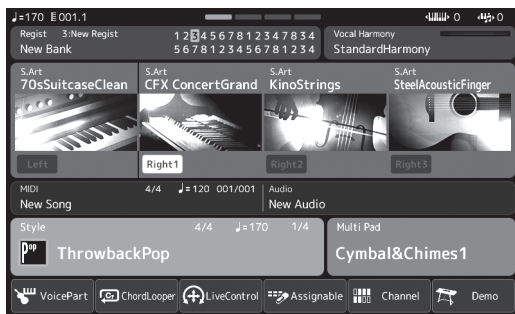 ♩=170 001.1 0 0
Regist 3:New Regist 1 2 3 4 5 6 7 8 1 2 3 4 7 8 3 4
New Bank 5 6 7 8 1 2 3 4 5 6 7 8 1 2 3 4
Vocal Harmony
StandardHarmony
S.Art
70sSuitcaseClean
Left
S.Art
CFX ConcertGrand
Right1
S.Art
KinoStrings
Right2
S.Art
SteelAcousticFinger
Right3
MIDI 4/4 ♩=120 001/001
New Song
Audio
New Audio
Style 4/4 ♩=170 1/4
Pop ThrowbackPop
Multi Pad
Cymbal&Chimes1
VoicePart ChordLooper LiveControl Assignable Channel Demo